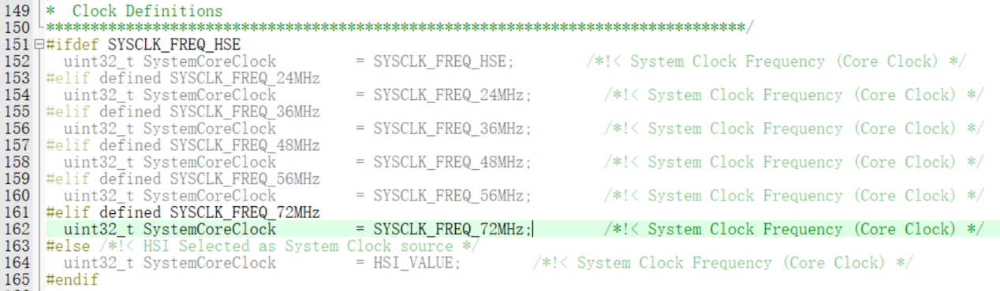 149 *  Clock Definitions
150 *******************************************************************************/
151 #ifdef SYSCLK_FREQ_HSE
152   uint32_t SystemCoreClock         = SYSCLK_FREQ_HSE;        /*!< System Clock Frequency (Core Clock) */
153 #elif defined SYSCLK_FREQ_24MHz
154   uint32_t SystemCoreClock         = SYSCLK_FREQ_24MHz;        /*!< System Clock Frequency (Core Clock) */
155 #elif defined SYSCLK_FREQ_36MHz
156   uint32_t SystemCoreClock         = SYSCLK_FREQ_36MHz;        /*!< System Clock Frequency (Core Clock) */
157 #elif defined SYSCLK_FREQ_48MHz
158   uint32_t SystemCoreClock         = SYSCLK_FREQ_48MHz;        /*!< System Clock Frequency (Core Clock) */
159 #elif defined SYSCLK_FREQ_56MHz
160   uint32_t SystemCoreClock         = SYSCLK_FREQ_56MHz;        /*!< System Clock Frequency (Core Clock) */
161 #elif defined SYSCLK_FREQ_72MHz
162   uint32_t SystemCoreClock         = SYSCLK_FREQ_72MHz;        /*!< System Clock Frequency (Core Clock) */
163 #else /*!< HSI Selected as System Clock source */
164   uint32_t SystemCoreClock         = HSI_VALUE;        /*!< System Clock Frequency (Core Clock) */
165 #endif